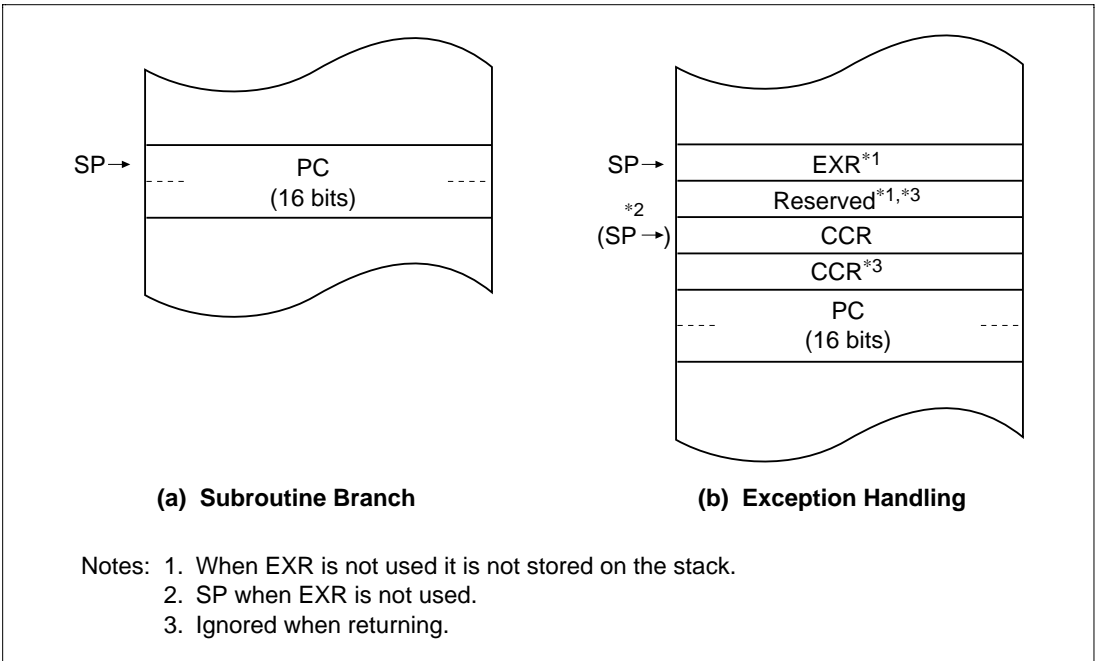 SP→
PC
(16 bits)
(a) Subroutine Branch
SP→
EXR*1
Reserved*1,*3
*2
(SP→)
CCR
CCR*3
PC
(16 bits)
(b) Exception Handling
Notes: 1. When EXR is not used it is not stored on the stack.
2. SP when EXR is not used.
3. Ignored when returning.